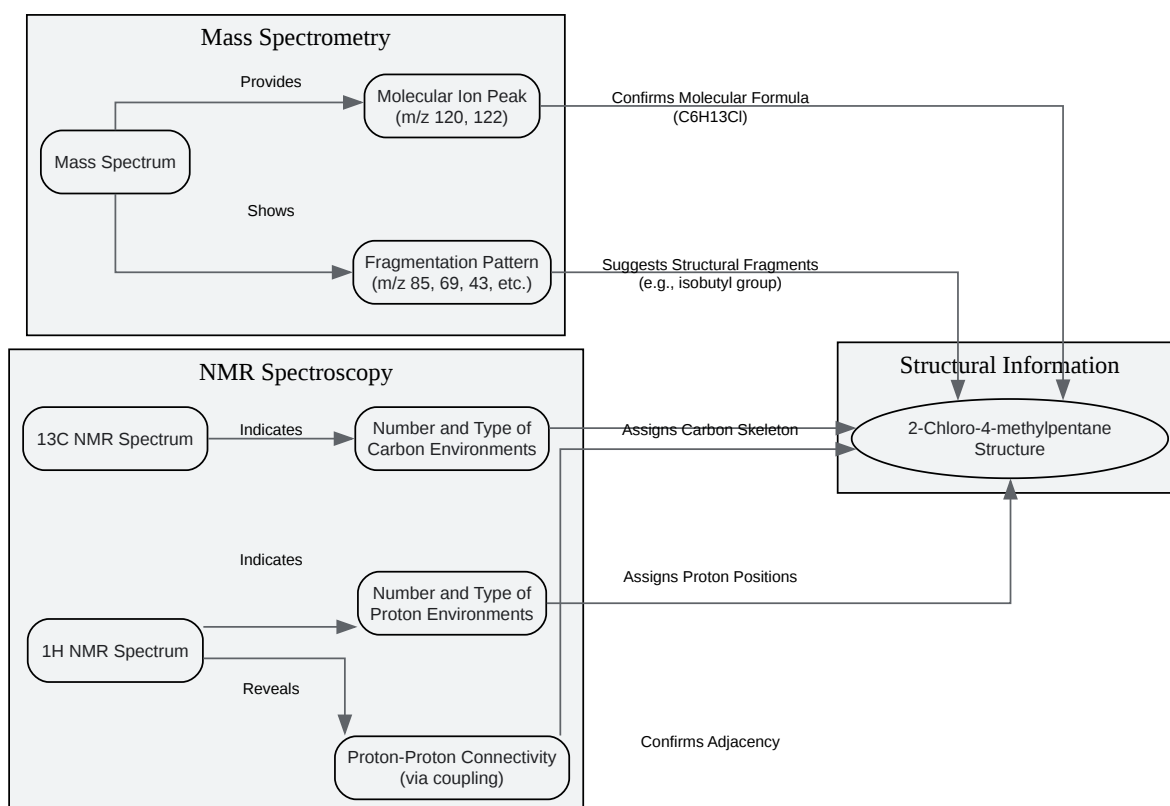 Mass Spectrometry
Provides
Molecular Ion Peak
(m/z 120, 122)
Confirms Molecular Formula
(C6H13Cl)
Mass Spectrum
Shows
Fragmentation Pattern
(m/z 85, 69, 43, etc.)
Suggests Structural Fragments
(e.g., isobutyl group)
NMR Spectroscopy
Structural Information
13C NMR Spectrum
Indicates
Number and Type of
Carbon Environments
Assigns Carbon Skeleton
2-Chloro-4-methylpentane
Structure
Indicates
Number and Type of
Proton Environments
Assigns Proton Positions
1H NMR Spectrum
Reveals
Proton-Proton Connectivity
(via coupling)
Confirms Adjacency